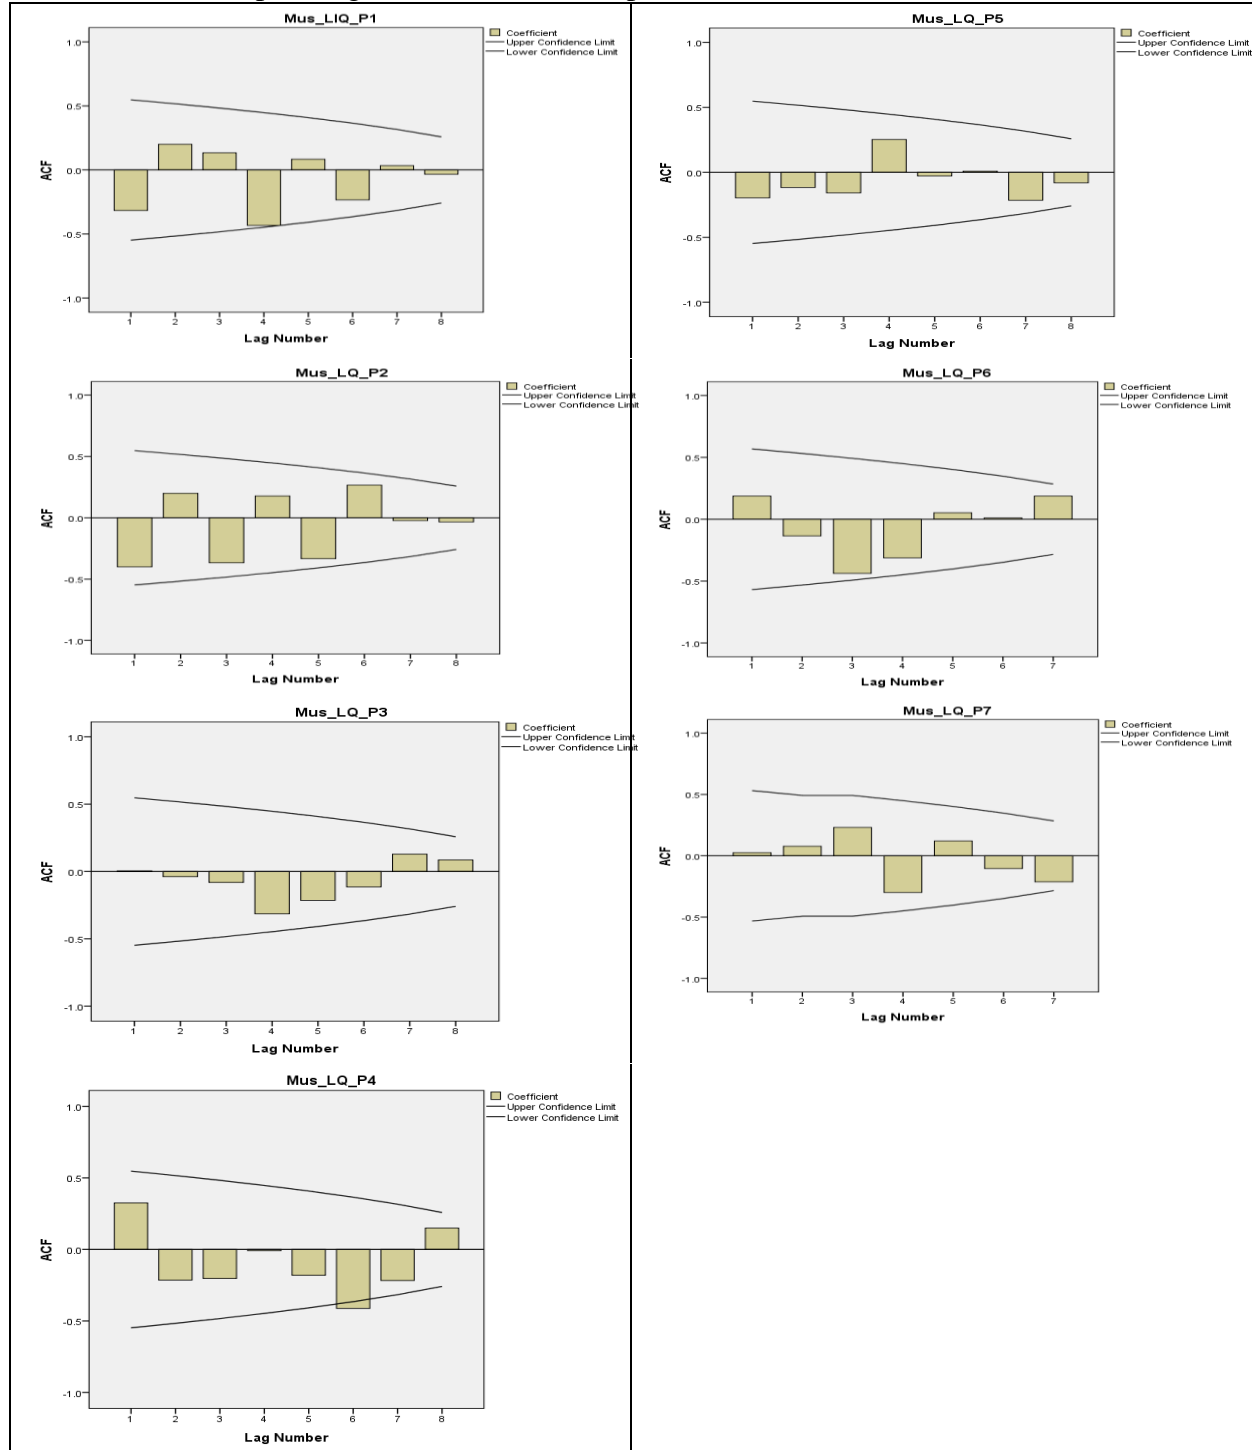 Mus_LIQ_P1
Coefficient
Upper Confidence Limit
Lower Confidence Limit
1.0
0.5
0.0
-0.5
-1.0
ACF
1 2 3 4 5 6 7 8
Lag Number
Mus_LQ_P5
Coefficient
Upper Confidence Limit
Lower Confidence Limit
1.0
0.5
0.0
-0.5
-1.0
ACF
1 2 3 4 5 6 7 8
Lag Number
Mus_LQ_P2
Coefficient
Upper Confidence Limit
Lower Confidence Limit
1.0
0.5
0.0
-0.5
-1.0
ACF
1 2 3 4 5 6 7 8
Lag Number
Mus_LQ_P6
Coefficient
Upper Confidence Limit
Lower Confidence Limit
1.0
0.5
0.0
-0.5
-1.0
ACF
1 2 3 4 5 6 7
Lag Number
Mus_LQ_P3
Coefficient
Upper Confidence Limit
Lower Confidence Limit
1.0
0.5
0.0
-0.5
-1.0
ACF
1 2 3 4 5 6 7 8
Lag Number
Mus_LQ_P7
Coefficient
Upper Confidence Limit
Lower Confidence Limit
1.0
0.5
0.0
-0.5
-1.0
ACF
1 2 3 4 5 6 7
Lag Number
Mus_LQ_P4
Coefficient
Upper Confidence Limit
Lower Confidence Limit
1.0
0.5
0.0
-0.5
-1.0
ACF
1 2 3 4 5 6 7 8
Lag Number